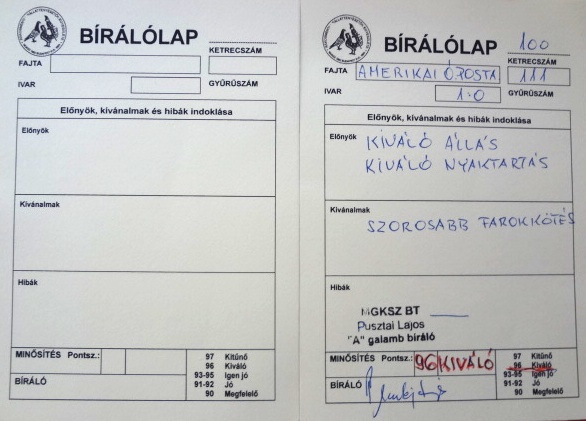 BÍRÁLÓLAP
KETRECSZÁM
FAJTA
IVAR
GYŰRŰSZÁM
Előnyök, kívánalmak és hibák indoklása
Előnyök
Kívánalmak
Hibák
MINŐSÍTÉS Pontsz.:
BÍRÁLÓ
97 Kitűnő
96 Kiváló
93-95 Igen jó
91-92 Jó
90 Megfelelő
BÍRÁLÓLAP 100
KETRECSZÁM
FAJTA AMERIKAI ÓPOSTA 111
IVAR 1.0 GYŰRŰSZÁM
Előnyök, kívánalmak és hibák indoklása
Előnyök KIVÁLÓ ÁLLÁS
KIVÁLÓ NYAKTARTÁS
Kívánalmak
SZOROSABB FAROKKÖTÉS
Hibák
MGKSZ BT
Pusztai Lajos
"A" galamb bíráló
MINŐSÍTÉS Pontsz.: 96 KIVÁLÓ
BÍRÁLÓ
97 Kitűnő
96 Kiváló
93-95 Igen jó
91-92 Jó
90 Megfelelő